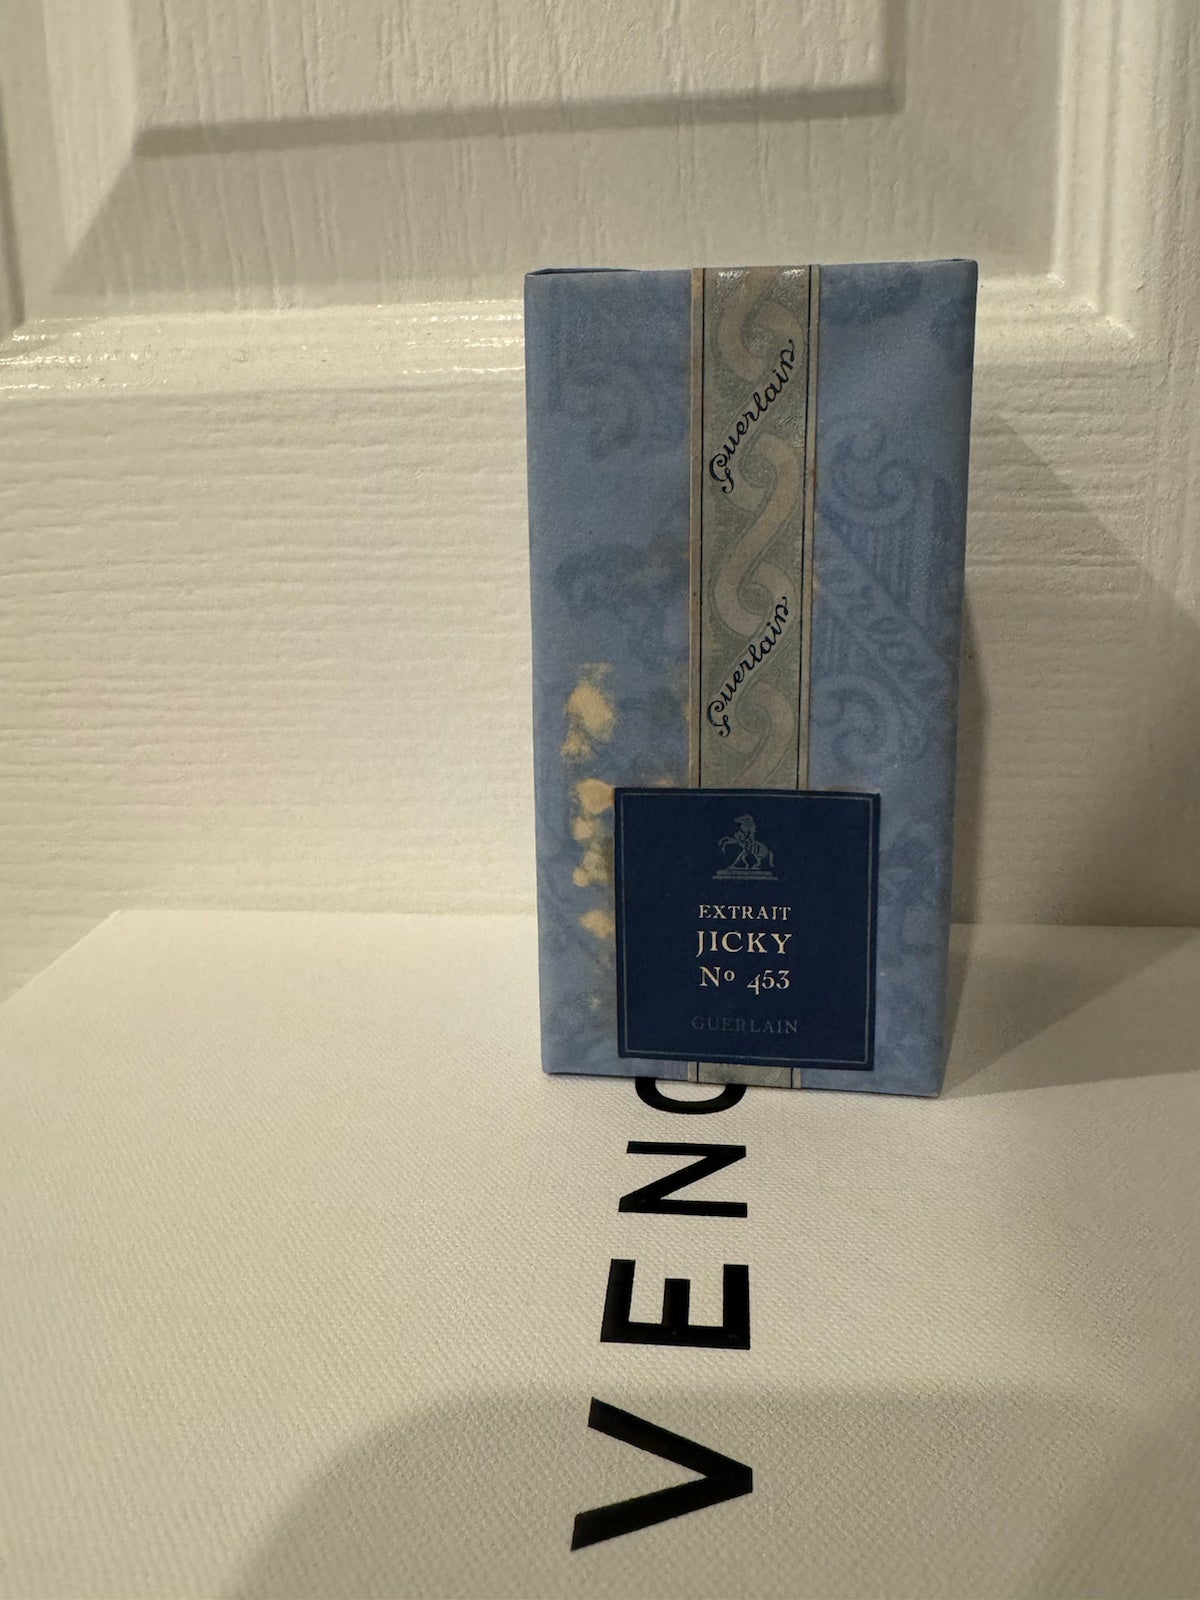 Guerlain
Guerlain
EXTRAIT
JICKY
Nº 453
GUERLAIN
VENC